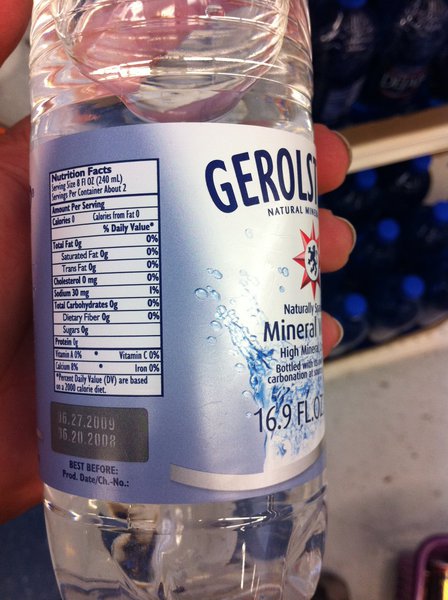 Nutrition Facts
Serving Size 8 Fl OZ (240 mL)
Servings Per Container About 2
Amount Per Serving
Calories 0 Calories from Fat 0
% Daily Value*
Total Fat 0g 0%
Saturated Fat 0g 0%
Trans Fat 0g 0%
Cholesterol 0 mg 0%
Sodium 30 mg 1%
Total Carbohydrates 0g 0%
Dietary Fiber 0g 0%
Sugars 0g
Protein 0g
Vitamin A 0% • Vitamin C 0%
Calcium 8% • Iron 0%
*Percent Daily Value (DV) are based
on a 2000 calorie diet.
06.27.2009
06.20.2008
BEST BEFORE:
Prod. Date/Ch.-No.:
GEROLST
NATURAL MINE
Naturally Spa
Mineral
High Mineral,
Bottled with
carbonation at
16.9 FL.OZ